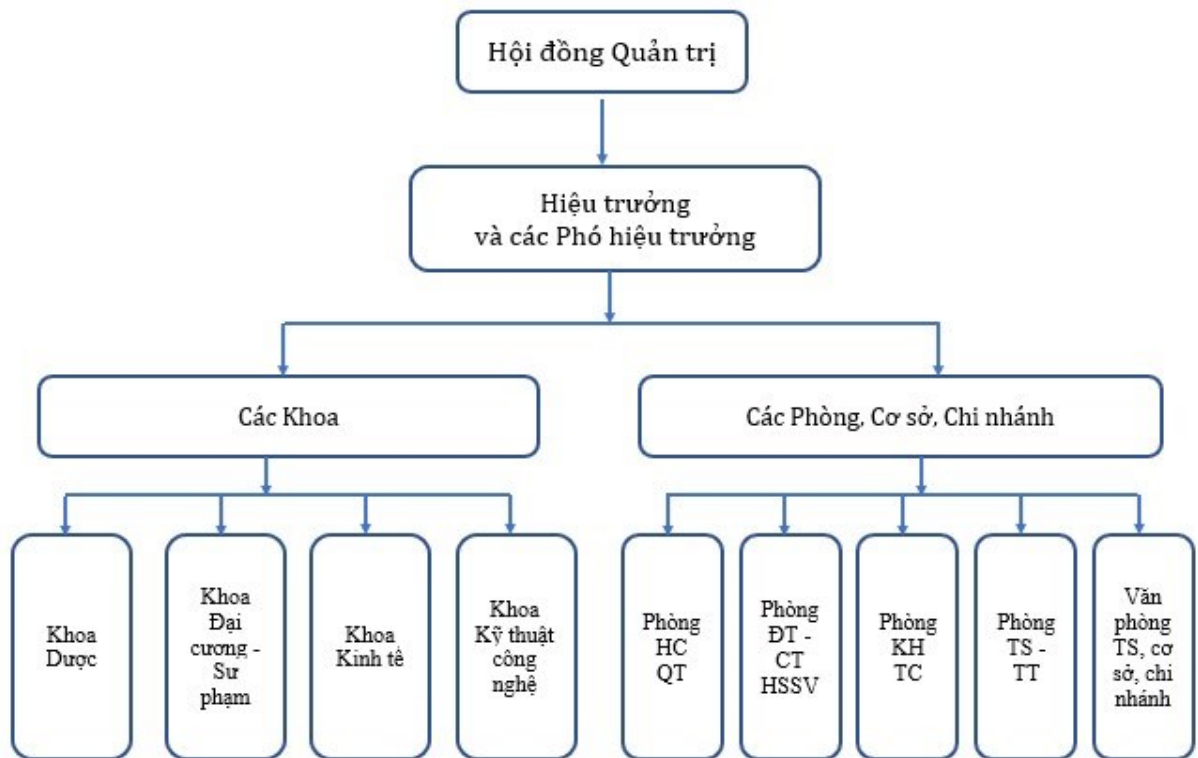 Hội đồng Quản trị
Hiệu trưởng
và các Phó hiệu trưởng
Các Khoa
Các Phòng, Cơ sở, Chi nhánh
Khoa
Dược
Khoa
Đại
cương -
Sư
phạm
Khoa
Kinh tế
Khoa
Kỹ thuật
công
nghệ
Phòng
HC
QT
Phòng
ĐT -
CT
HSSV
Phòng
KH
TC
Phòng
TS -
TT
Văn
phòng
TS, cơ
sở, chi
nhánh